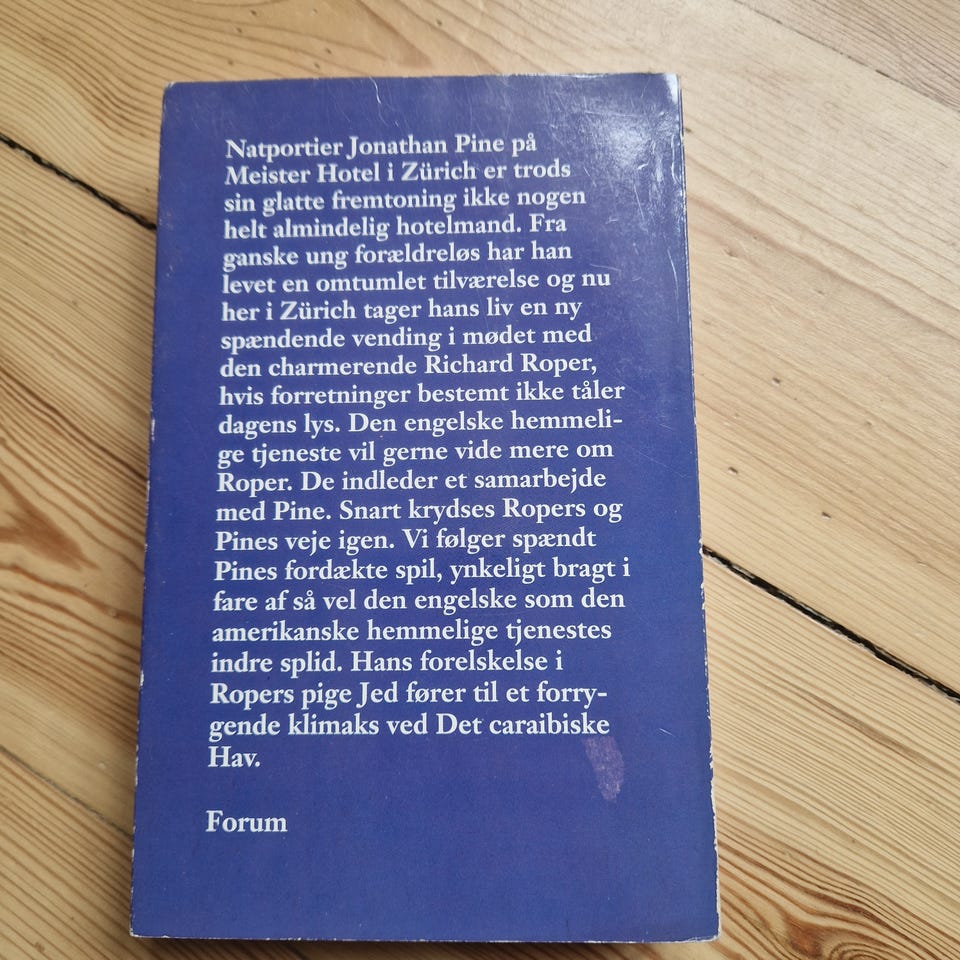 Natportier Jonathan Pine på
Meister Hotel i Zürich er trods
sin glatte fremtoning ikke nogen
helt almindelig hotelmand. Fra
ganske ung forældreløs har han
levet en omtumlet tilværelse og nu
her i Zürich tager hans liv en ny
spændende vending i mødet med
den charmerende Richard Roper,
hvis forretninger bestemt ikke tåler
dagens lys. Den engelske hemmeli-
ge tjeneste vil gerne vide mere om
Roper. De indleder et samarbejde
med Pine. Snart krydses Ropers og
Pines veje igen. Vi følger spændt
Pines fordækte spil, ynkeligt bragt i
fare af så vel den engelske som den
amerikanske hemmelige tjenestes
indre splid. Hans forelskelse i
Ropers pige Jed fører til et forry-
gende klimaks ved Det caraibiske
Hav.
Forum